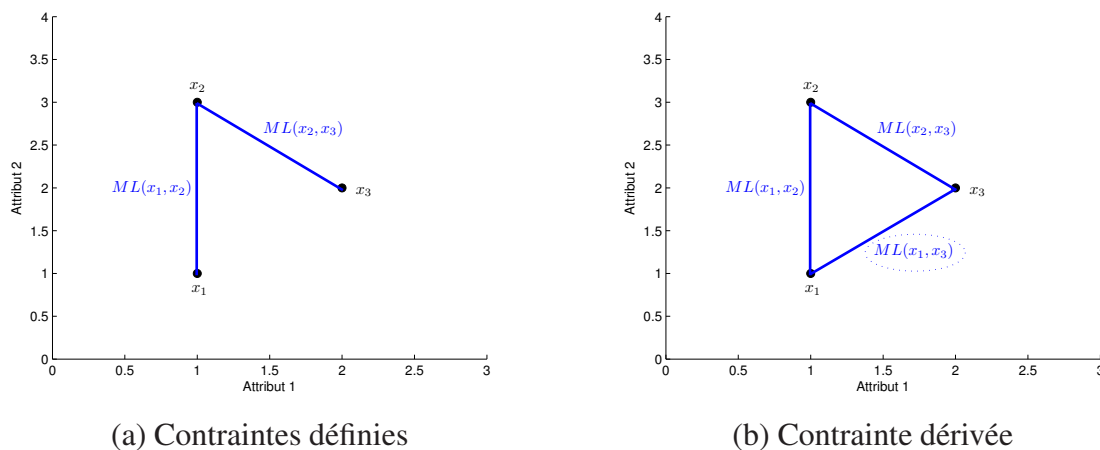 4
3.5
3
2.5
2
1.5
1
0.5
0
0 0.5 1 1.5 2 2.5 3
Attribut 1
Attribut 2
x₂
ML(x₂, x₃)
ML(x₁, x₂)
x₃
x₁
(a) Contraintes définies
4
3.5
3
2.5
2
1.5
1
0.5
0
0 0.5 1 1.5 2 2.5 3
Attribut 1
Attribut 2
x₂
ML(x₂, x₃)
ML(x₁, x₂)
x₃
ML(x₁, x₃)
x₁
(b) Contrainte dérivée